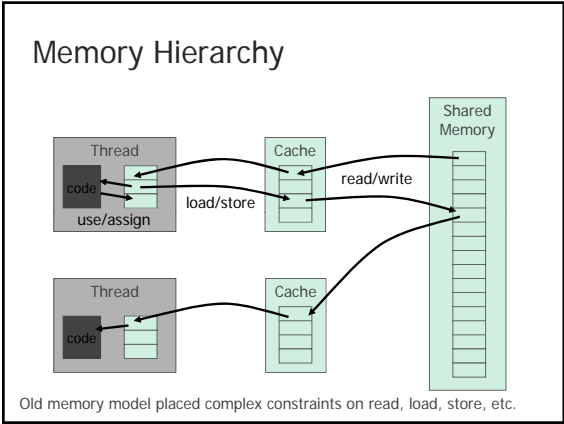 Memory Hierarchy
Shared
Memory
Thread
Cache
code
read/write
load/store
use/assign
Thread
Cache
code
Old memory model placed complex constraints on read, load, store, etc.